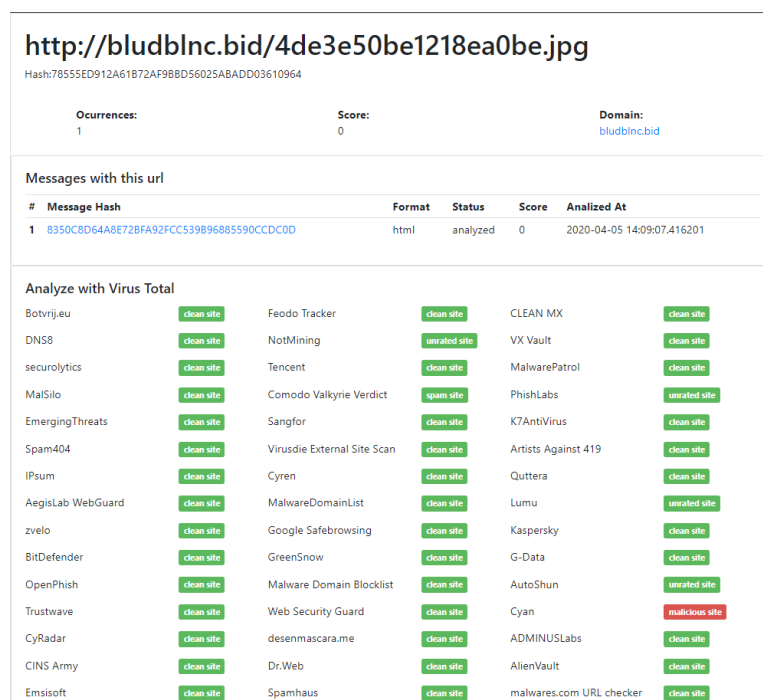 http://bludblnc.bid/4de3e50be1218ea0be.jpg
Hash:78555ED912A61B72AF9BBD56025ABADD03610964
Ocurrences: Score: Domain:
1 0 bludblnc.bid
Messages with this url
# Message Hash Format Status Score Analized At
1 8350C8D64A8E72BFA92FCC539B96885590CCDC0D html analyzed 0 2020-04-05 14:09:07.416201
Analyze with Virus Total
Botvrij.eu clean site Feodo Tracker clean site CLEAN MX clean site
DNS8 clean site NotMining unrated site VX Vault clean site
securolytics clean site Tencent clean site MalwarePatrol clean site
MalSilo clean site Comodo Valkyrie Verdict spam site PhishLabs unrated site
EmergingThreats clean site Sangfor clean site K7AntiVirus clean site
Spam404 clean site Virusdie External Site Scan clean site Artists Against 419 clean site
IPsum clean site Cyren clean site Quttera clean site
AegisLab WebGuard clean site MalwareDomainList clean site Lumu unrated site
zvelo clean site Google Safebrowsing clean site Kaspersky clean site
BitDefender clean site GreenSnow clean site G-Data clean site
OpenPhish clean site Malware Domain Blocklist clean site AutoShun unrated site
Trustwave clean site Web Security Guard clean site Cyan malicious site
CyRadar clean site desenmascara.me clean site ADMINUSLabs clean site
CINS Army clean site Dr.Web clean site AlienVault clean site
Emsisoft clean site Spamhaus clean site malwares.com URL checker clean site